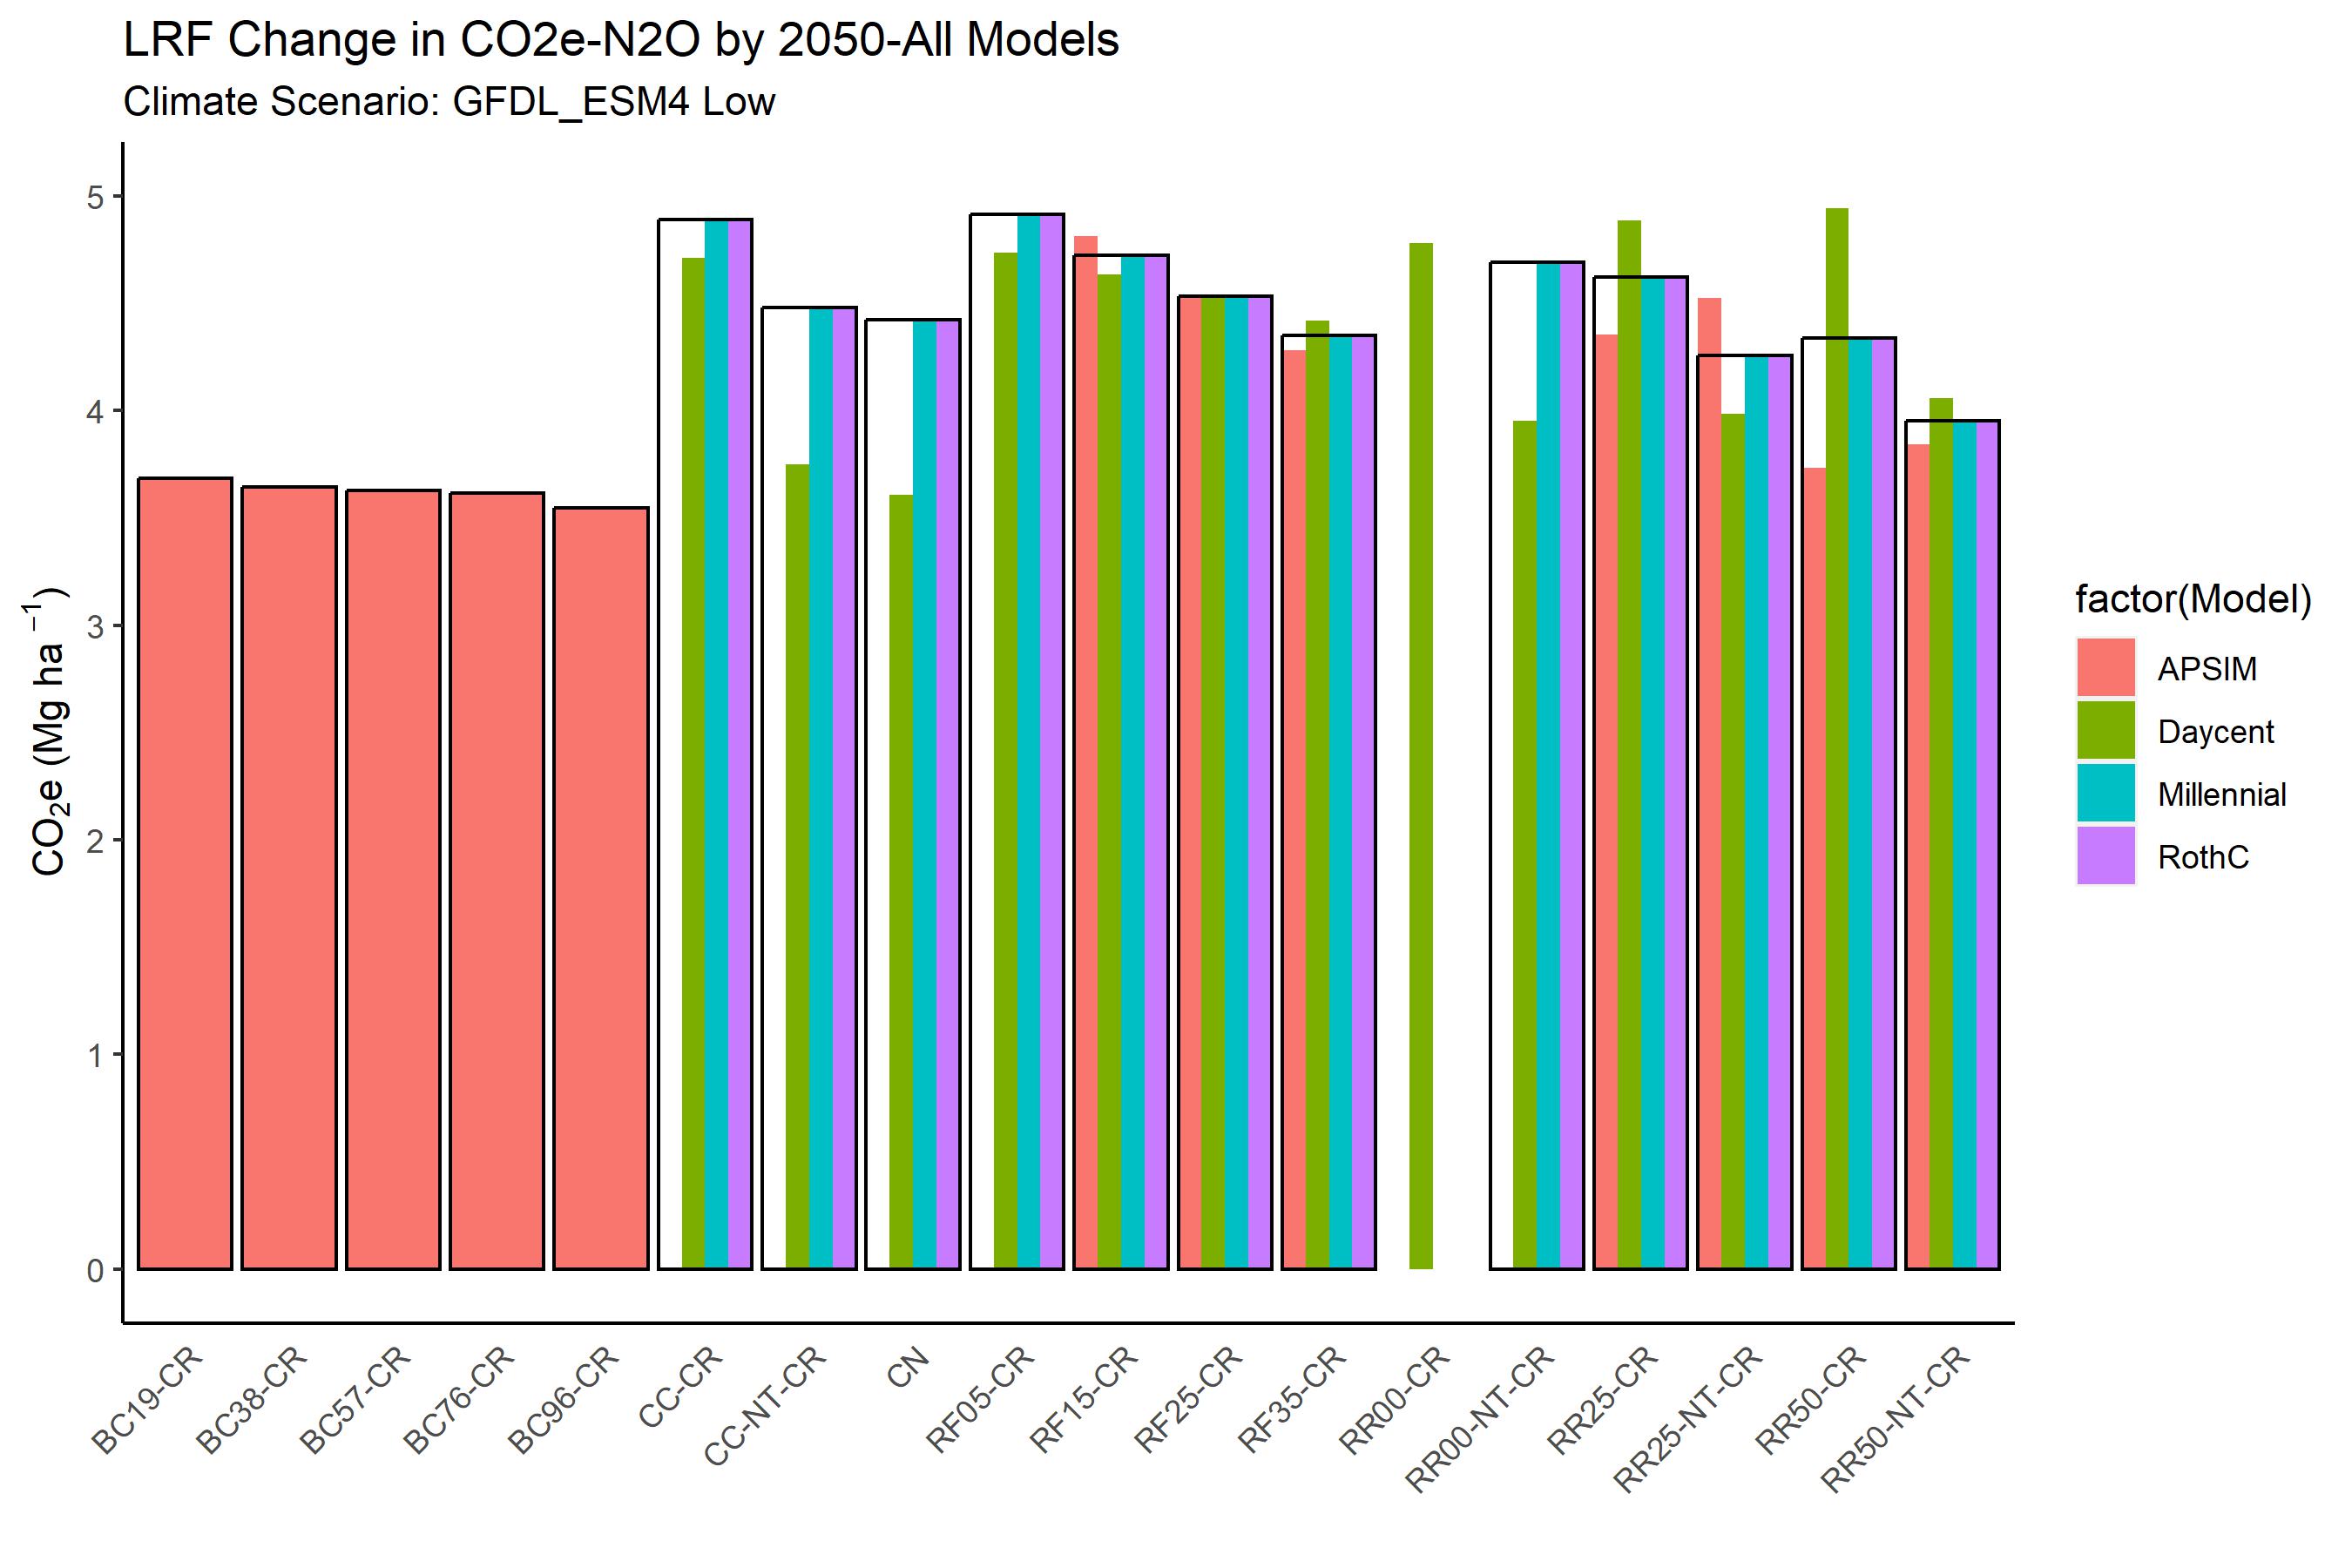 LRF Change in CO2e-N2O by 2050-All Models
Climate Scenario: GFDL_ESM4 Low
CO₂e (Mg ha ⁻¹)
5
4
3
2
1
0
BC19-CR
BC38-CR
BC57-CR
BC76-CR
BC96-CR
CC-CR
CC-NT-CR
CN
RF05-CR
RF15-CR
RF25-CR
RF35-CR
RR00-CR
RR00-NT-CR
RR25-CR
RR25-NT-CR
RR50-CR
RR50-NT-CR
factor(Model)
APSIM
Daycent
Millennial
RothC